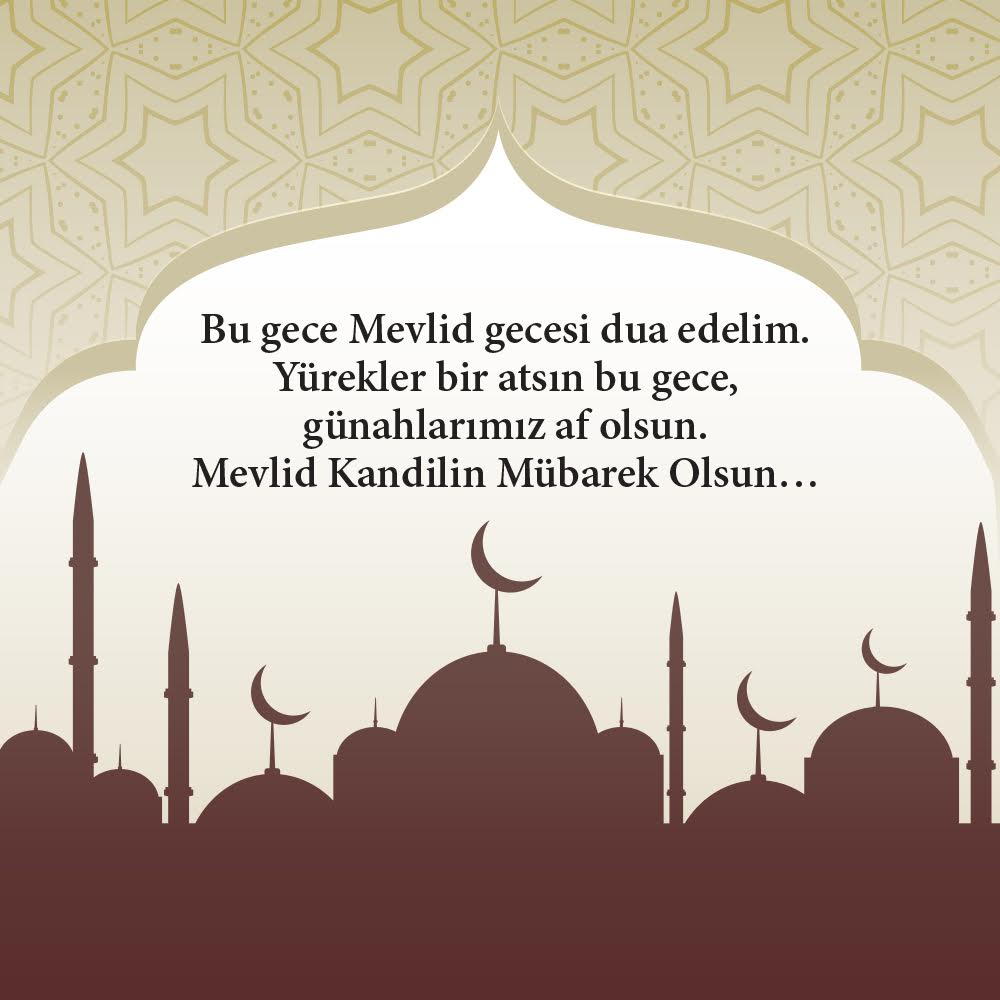 Bu gece Mevlid gecesi dua edelim.
Yürekler bir atsın bu gece,
günahlarımız af olsun.
Mevlid Kandilin Mübarek Olsun…